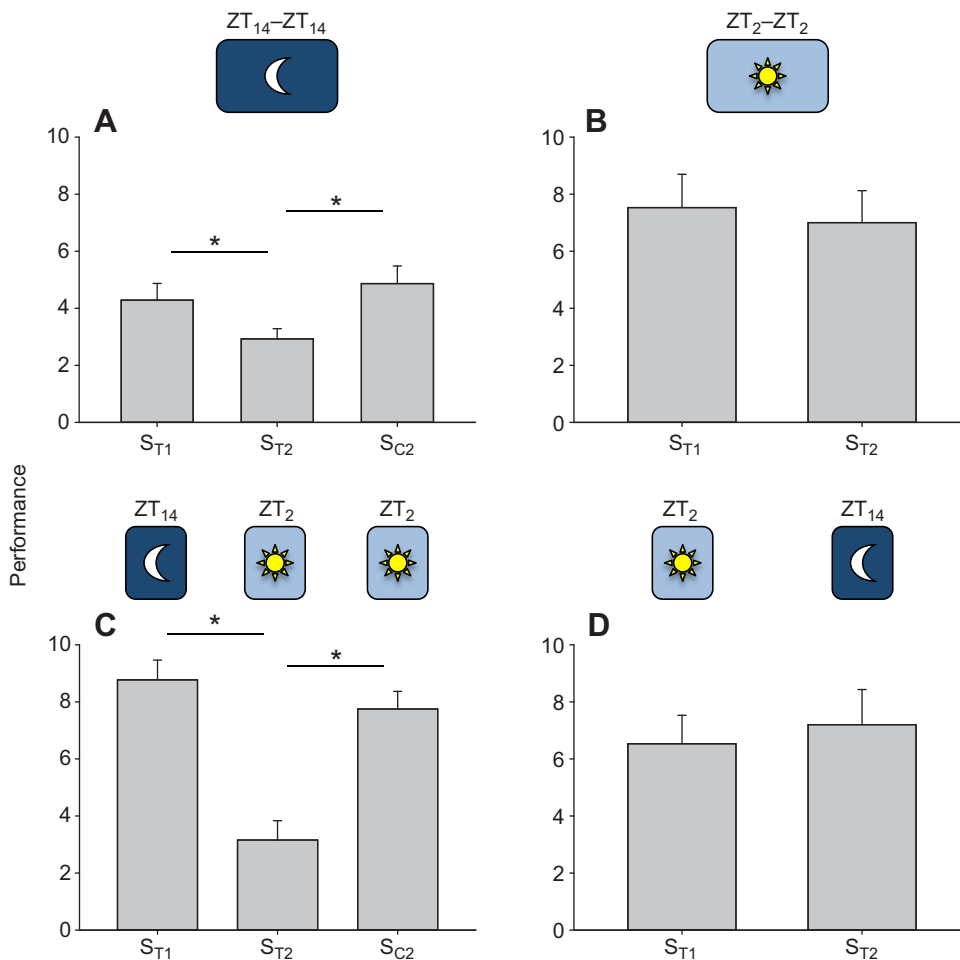 ZT14–ZT14
A
10
8
6
4
2
0
*
*
ST1 ST2 SC2
ZT2–ZT2
B
10
8
6
4
2
0
ST1 ST2
Performance
ZT14 ZT2 ZT2
C
10
8
6
4
2
0
*
*
ST1 ST2 SC2
ZT2 ZT14
D
10
8
6
4
2
0
ST1 ST2